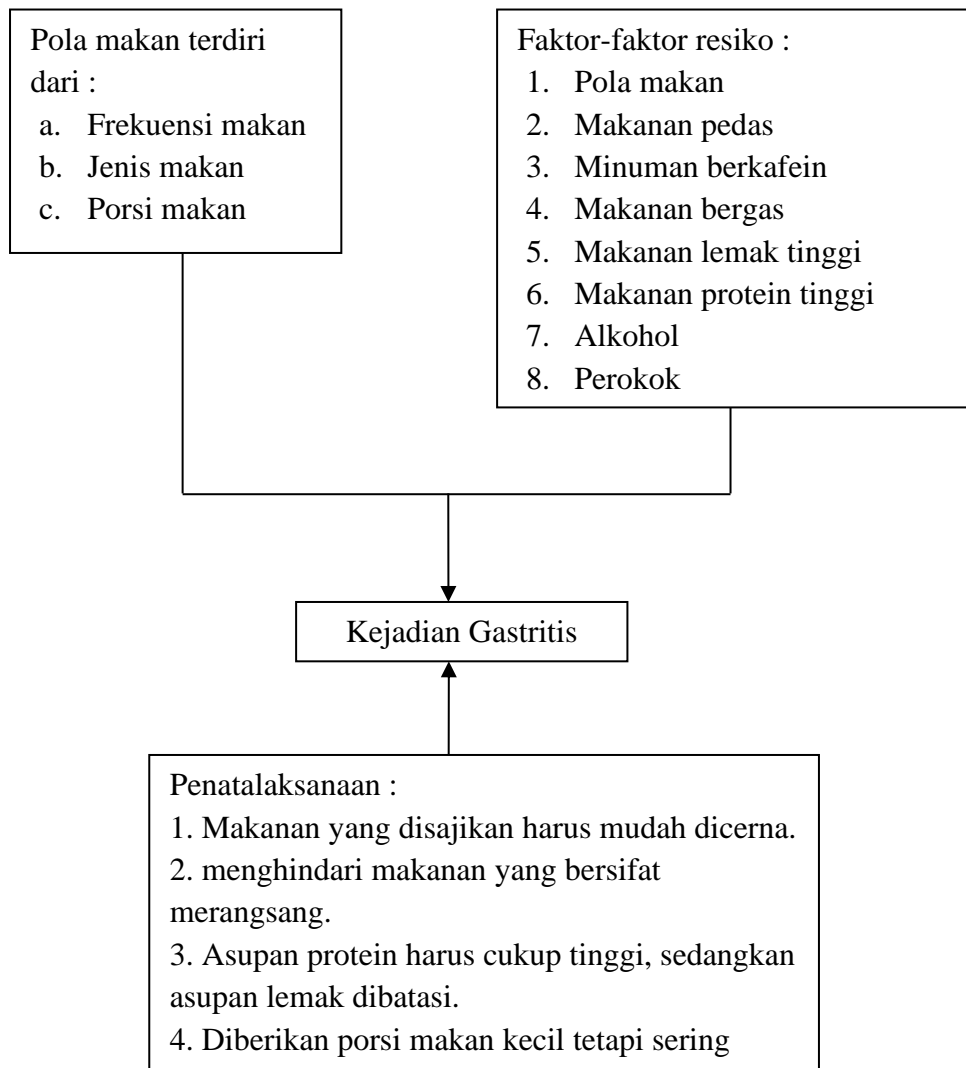 Pola makan terdiri
dari :
a. Frekuensi makan
b. Jenis makan
c. Porsi makan
Faktor-faktor resiko :
1. Pola makan
2. Makanan pedas
3. Minuman berkafein
4. Makanan bergas
5. Makanan lemak tinggi
6. Makanan protein tinggi
7. Alkohol
8. Perokok
Kejadian Gastritis
Penatalaksanaan :
1. Makanan yang disajikan harus mudah dicerna.
2. menghindari makanan yang bersifat
merangsang.
3. Asupan protein harus cukup tinggi, sedangkan
asupan lemak dibatasi.
4. Diberikan porsi makan kecil tetapi sering